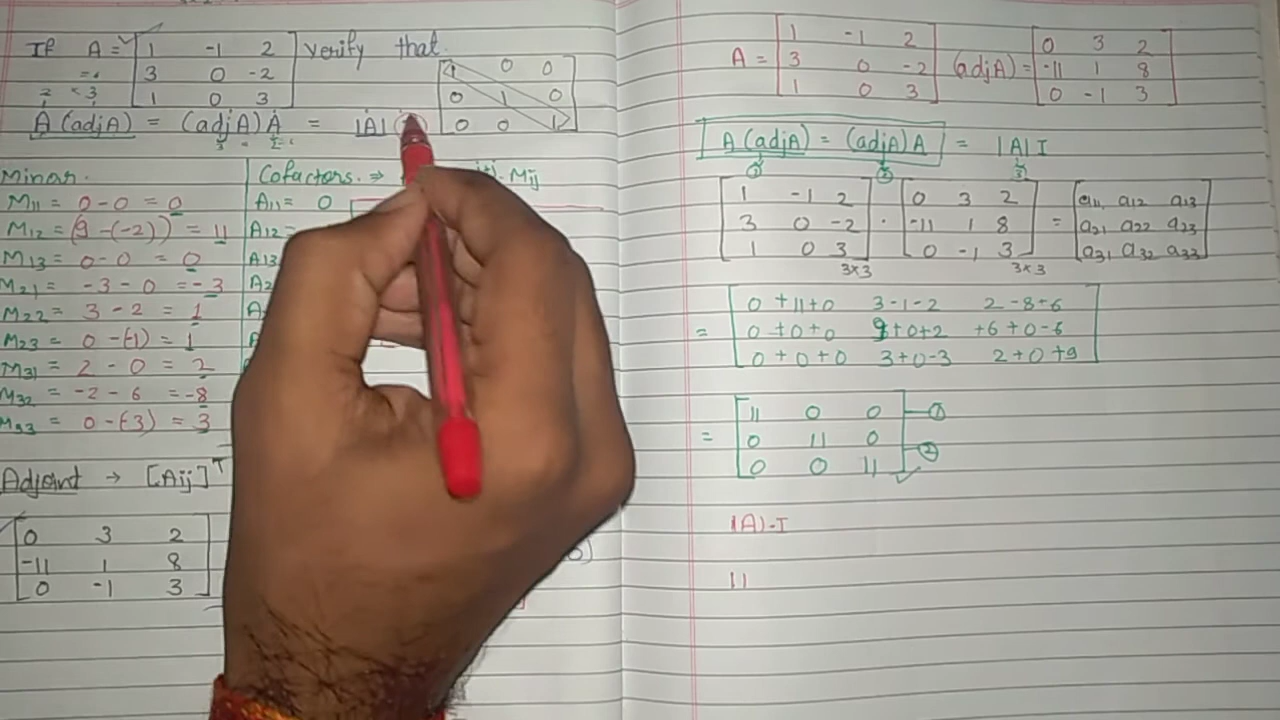 If A = 1 -1 2 verify that.
3 0 -2
1 0 3
1 0 0
0 1 0
0 0 1
A (adjA) = (adjA) A = |A|
Minor.
M11 = 0 - 0 = 0
M12 = (9 - (-2)) = 11
M13 = 0 - 0 = 0
M21 = -3 - 0 = -3
M22 = 3 - 2 = 1
M23 = 0 - (-1) = 1
M31 = 2 - 0 = 2
M32 = -2 - 6 = -8
M33 = 0 - (-3) = 3
Cofactors. → Mij
A11 = 0
A12 =
A13
Adjoint → [Aij]T
0 3 2
-11 1 8
0 -1 3
A = 1 -1 2 (adjA) = 0 3 2
3 0 -2 -11 1 8
1 0 3 0 -1 3
A (adjA) = (adjA) A = |A| I
1 2 3
1 -1 2 0 3 2 a11 a12 a13
3 0 -2 . -11 1 8 = a21 a22 a23
1 0 3 0 -1 3 a31 a32 a33
3×3 3×3
0 + 11 + 0 3 - 1 - 2 2 - 8 + 6
= 0 + 0 + 0 9 + 0 + 2 + 6 + 0 - 6
0 + 0 + 0 3 + 0 - 3 2 + 0 + 9
11 0 0 1
= 0 11 0 2
0 0 11
|A| . I
11